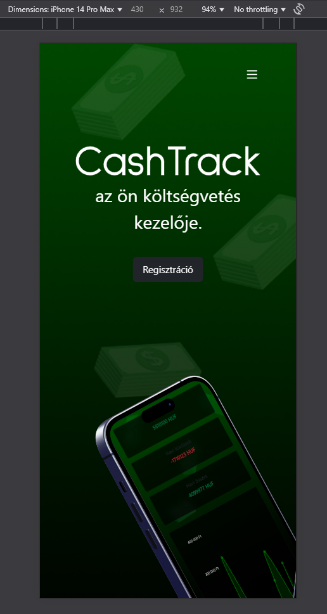 Dimensions: iPhone 14 Pro Max 430 × 932 94% No throttling
CashTrack
az ön költségvetés
kezelője.
Regisztráció